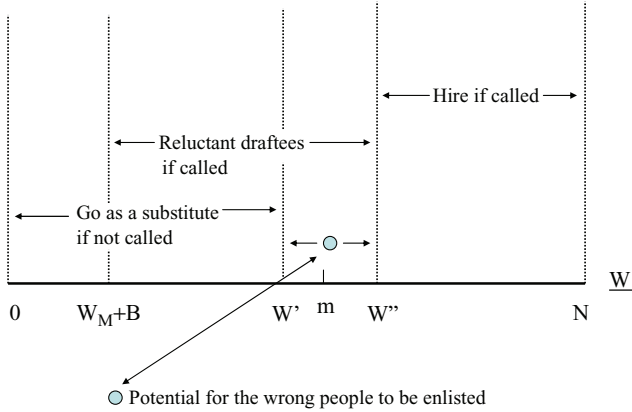 Hire if called
Reluctant draftees
if called
Go as a substitute
if not called
W
0 W_M+B W' m W" N
Potential for the wrong people to be enlisted